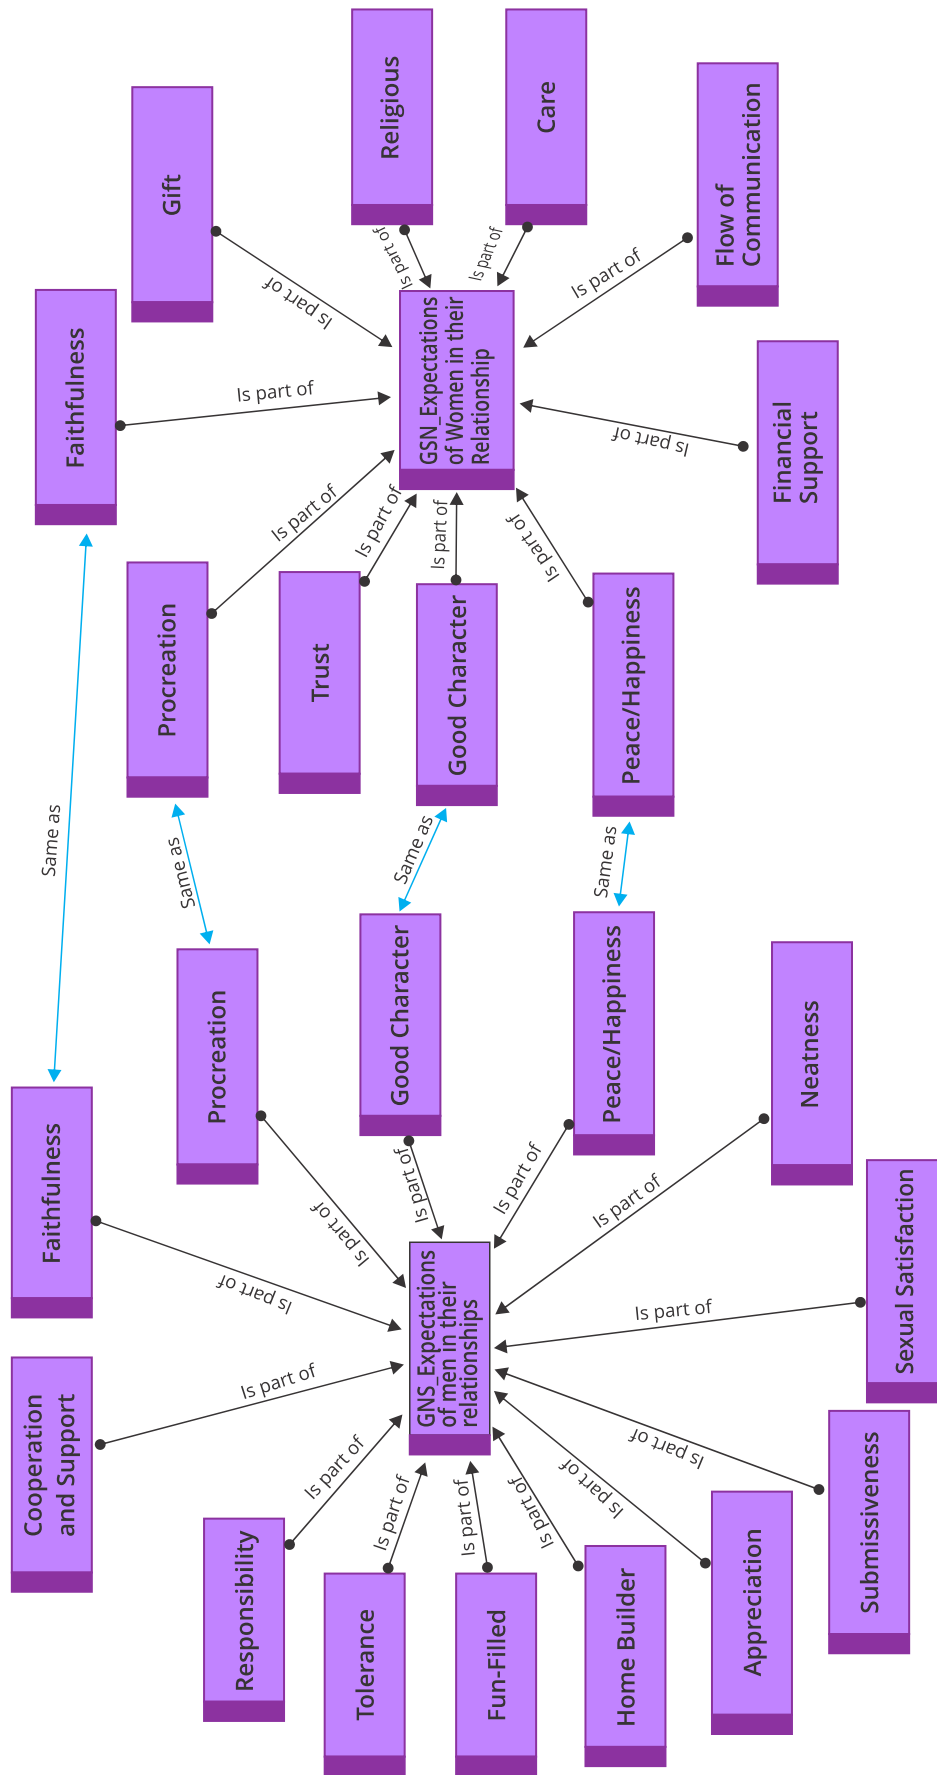 Religious
Care
Gift
Flow of
Communication
Is part of
Is part of
Is part of
Is part of
Faithfulness
Is part of
GSN_Expectations
of Women in their
Relationship
Is part of
Financial
Support
Is part of
Is part of
Is part of
Is part of
Procreation
Trust
Good Character
Peace/Happiness
Same as
Same as
Same as
Same as
Procreation
Good Character
Peace/Happiness
Neatness
Faithfulness
Is part of
Is part of
Is part of
Is part of
Is part of
Sexual Satisfaction
Is part of
GNS_Expectations
of men in their
relationships
Is part of
Cooperation
and Support
Is part of
Is part of
Is part of
Is part of
Is part of
Is part of
Submissiveness
Responsibility
Tolerance
Fun-Filled
Home Builder
Appreciation